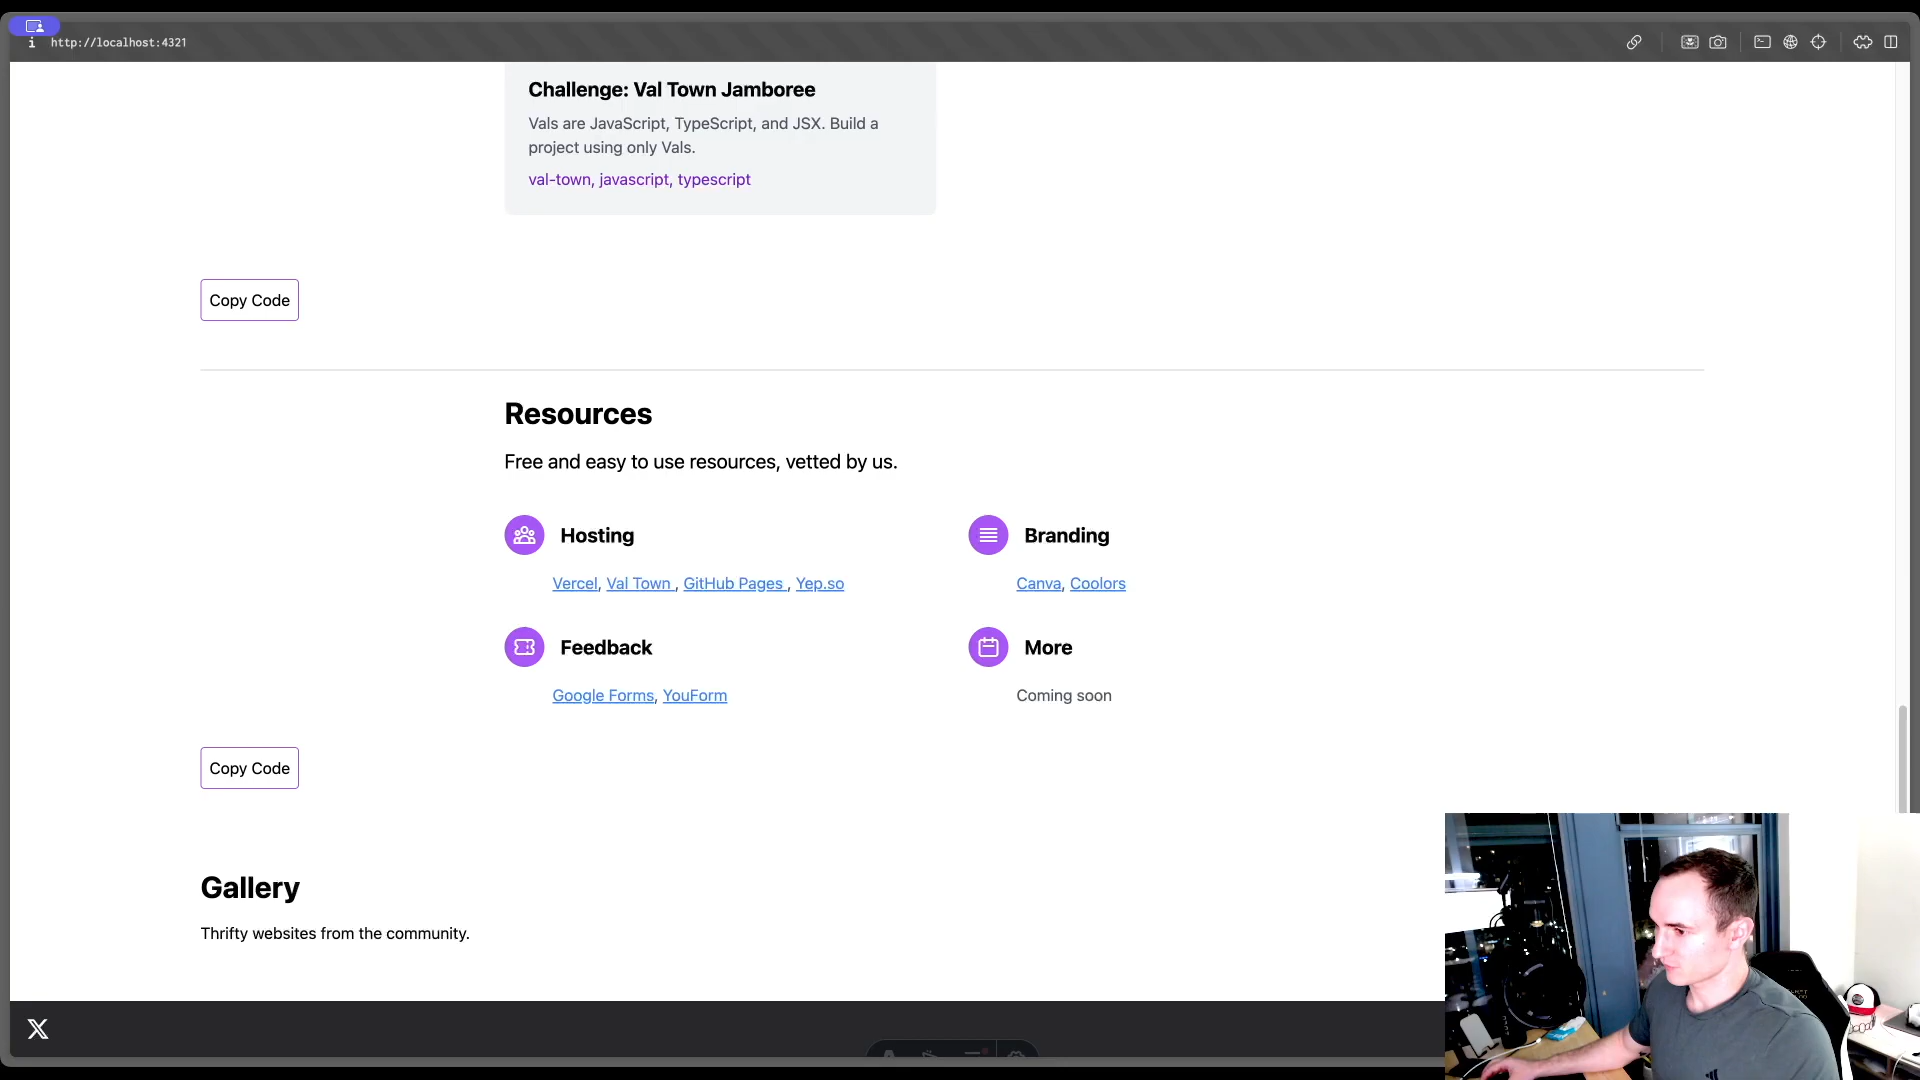 http://localhost:4321
Challenge: Val Town Jamboree
Vals are JavaScript, TypeScript, and JSX. Build a
project using only Vals.
val-town, javascript, typescript
Copy Code
Resources
Free and easy to use resources, vetted by us.
Hosting
Vercel, Val Town , GitHub Pages , Yep.so
Branding
Canva, Coolors
Feedback
Google Forms, YouForm
More
Coming soon
Copy Code
Gallery
Thrifty websites from the community.